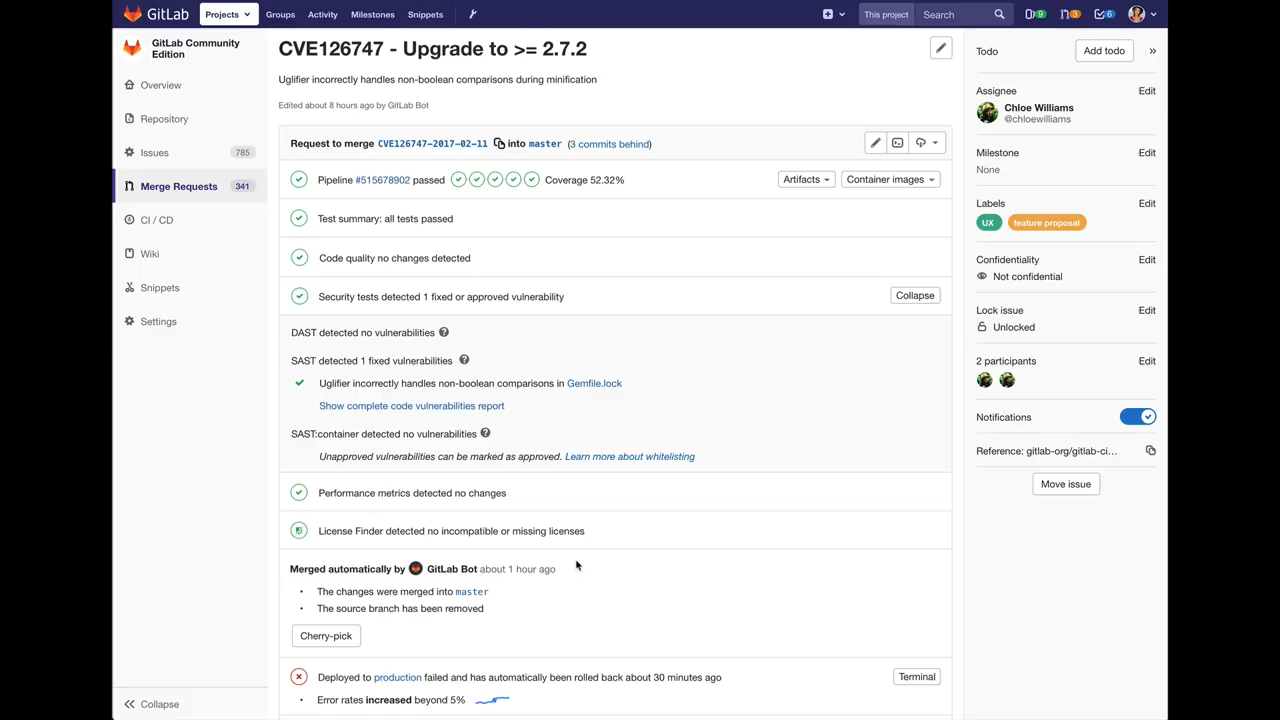 GitLab Projects Groups Activity Milestones Snippets This project Search 9 3 6
GitLab Community
Edition
Overview
Repository
Issues 785
Merge Requests 341
CI / CD
Wiki
Snippets
Settings
Collapse
CVE126747 - Upgrade to >= 2.7.2
Uglifier incorrectly handles non-boolean comparisons during minification
Edited about 8 hours ago by GitLab Bot
Request to merge CVE126747-2017-02-11 into master (3 commits behind)
Pipeline #515678902 passed Coverage 52.32% Artifacts Container images
Test summary: all tests passed
Code quality no changes detected
Security tests detected 1 fixed or approved vulnerability Collapse
DAST detected no vulnerabilities
SAST detected 1 fixed vulnerabilities
Uglifier incorrectly handles non-boolean comparisons in Gemfile.lock
Show complete code vulnerabilities report
SAST:container detected no vulnerabilities
Unapproved vulnerabilities can be marked as approved. Learn more about whitelisting
Performance metrics detected no changes
License Finder detected no incompatible or missing licenses
Merged automatically by GitLab Bot about 1 hour ago
• The changes were merged into master
• The source branch has been removed
Cherry-pick
Deployed to production failed and has automatically been rolled back about 30 minutes ago Terminal
• Error rates increased beyond 5%
Todo Add todo »
Assignee Edit
Chloe Williams
@chloewilliams
Milestone Edit
None
Labels Edit
UX feature proposal
Confidentiality Edit
Not confidential
Lock issue Edit
Unlocked
2 participants Edit
Notifications
Reference: gitlab-org/gitlab-ci...
Move issue